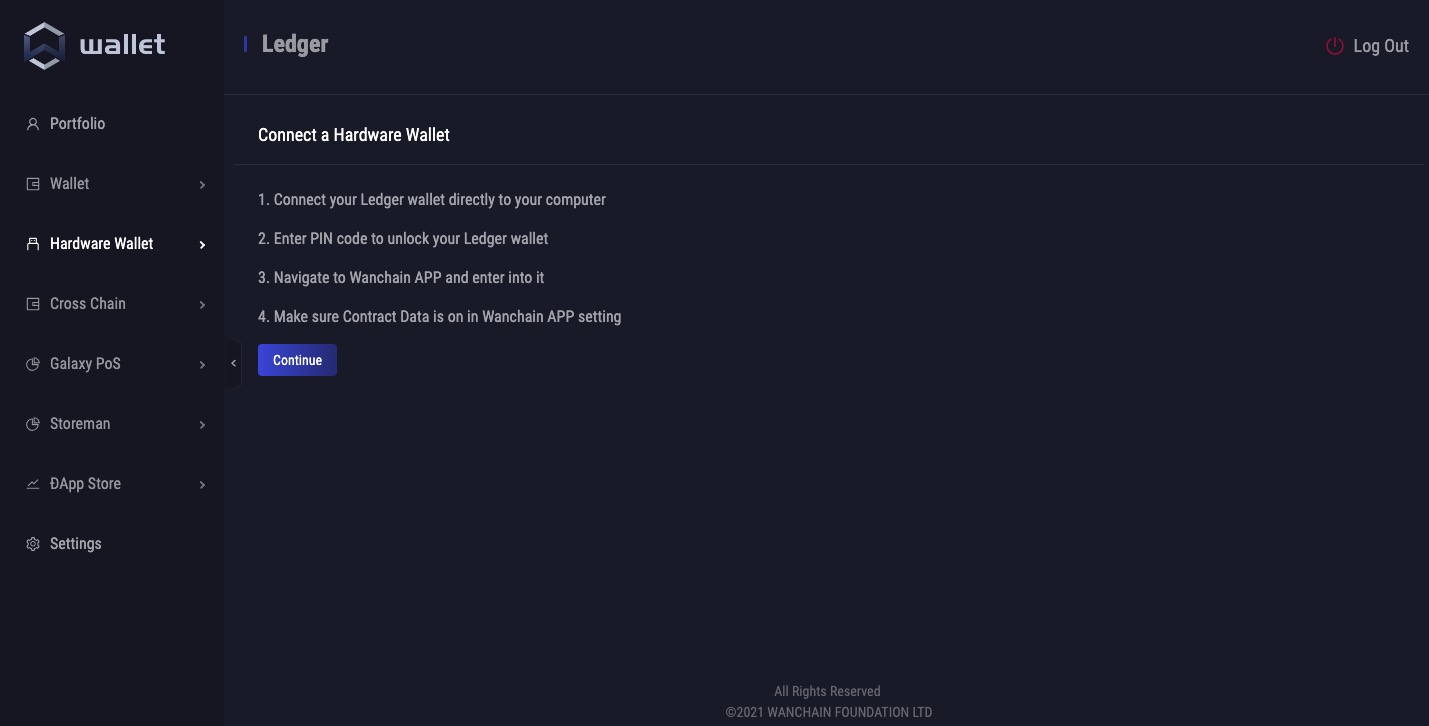 wallet
Ledger
Log Out
Portfolio
Wallet
Hardware Wallet
Cross Chain
Galaxy PoS
Storeman
ĐApp Store
Settings
Connect a Hardware Wallet
1. Connect your Ledger wallet directly to your computer
2. Enter PIN code to unlock your Ledger wallet
3. Navigate to Wanchain APP and enter into it
4. Make sure Contract Data is on in Wanchain APP setting
Continue
All Rights Reserved
©2021 WANCHAIN FOUNDATION LTD